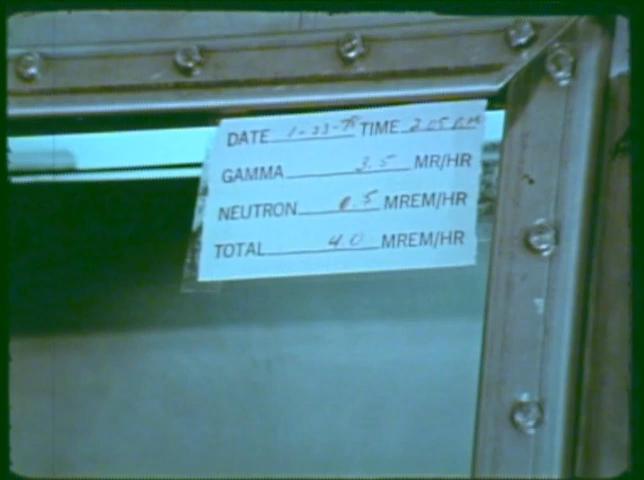 DATE 1-23-78 TIME 2:05 P.M.
GAMMA 3.5 MR/HR
NEUTRON 0.5 MREM/HR
TOTAL 4.0 MREM/HR